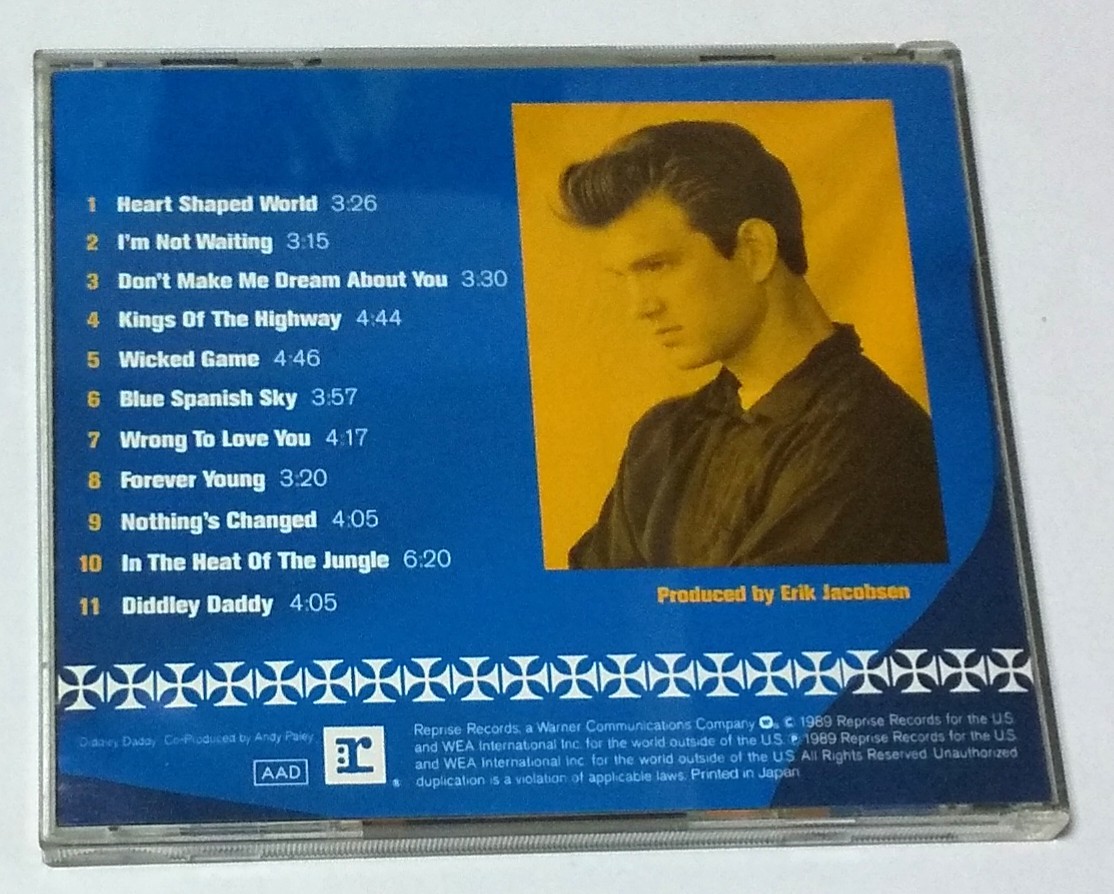 1 Heart Shaped World 3:26
2 I'm Not Waiting 3:15
3 Don't Make Me Dream About You 3:30
4 Kings Of The Highway 4:44
5 Wicked Game 4:46
6 Blue Spanish Sky 3:57
7 Wrong To Love You 4:17
8 Forever Young 3:20
9 Nothing's Changed 4:05
10 In The Heat Of The Jungle 6:20
11 Diddley Daddy 4:05
Produced by Erik Jacobsen
Diddley Daddy Co-Produced by Andy Paley
AAD
r
®
Reprise Records, a Warner Communications Company W, © 1989 Reprise Records for the U.S.
and WEA International Inc. for the world outside of the U.S. ℗ 1989 Reprise Records for the U.S.
and WEA International Inc. for the world outside of the U.S. All Rights Reserved. Unauthorized
duplication is a violation of applicable laws. Printed in Japan